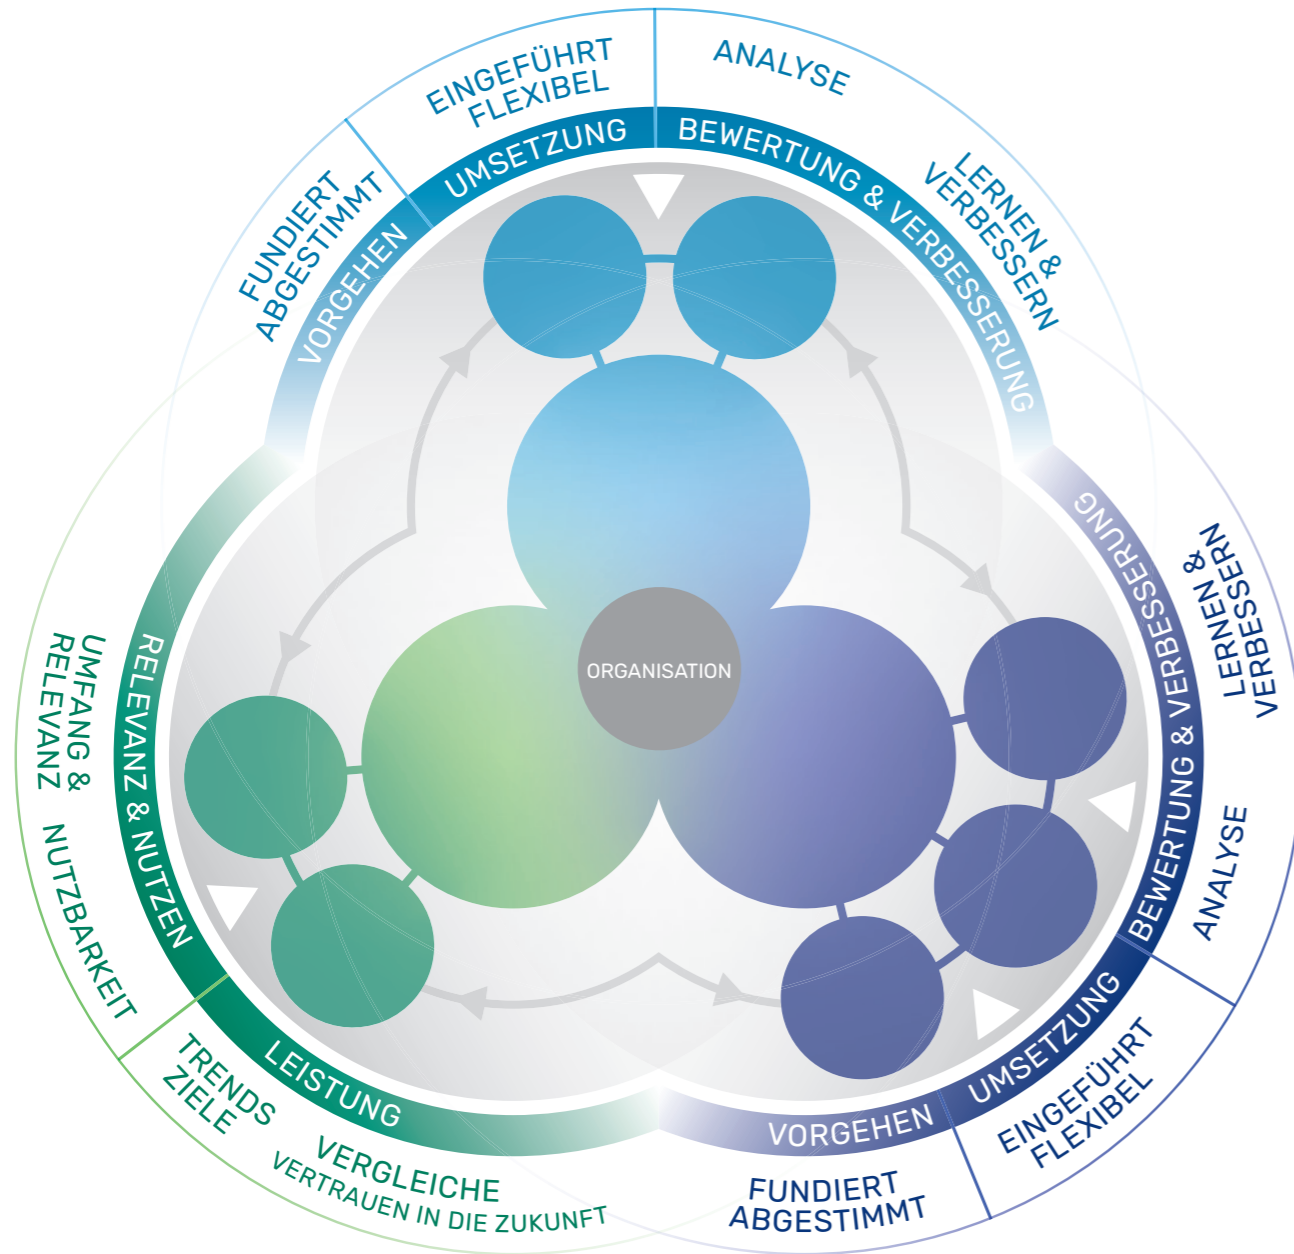 EINGEFÜHRT
FLEXIBEL
ANALYSE
UMSETZUNG
BEWERTUNG & VERBESSERUNG
LERNEN &
VERBESSERN
FUNDIERT
ABGESTIMMT
VORGEHEN
ORGANISATION
BEWERTUNG & VERBESSERUNG
LERNEN &
VERBESSERN
ANALYSE
UMSETZUNG
EINGEFÜHRT
FLEXIBEL
VORGEHEN
FUNDIERT
ABGESTIMMT
UMFANG &
RELEVANZ
RELEVANZ & NUTZEN
NUTZBARKEIT
LEISTUNG
TRENDS
ZIELE
VERGLEICHE
VERTRAUEN IN DIE ZUKUNFT